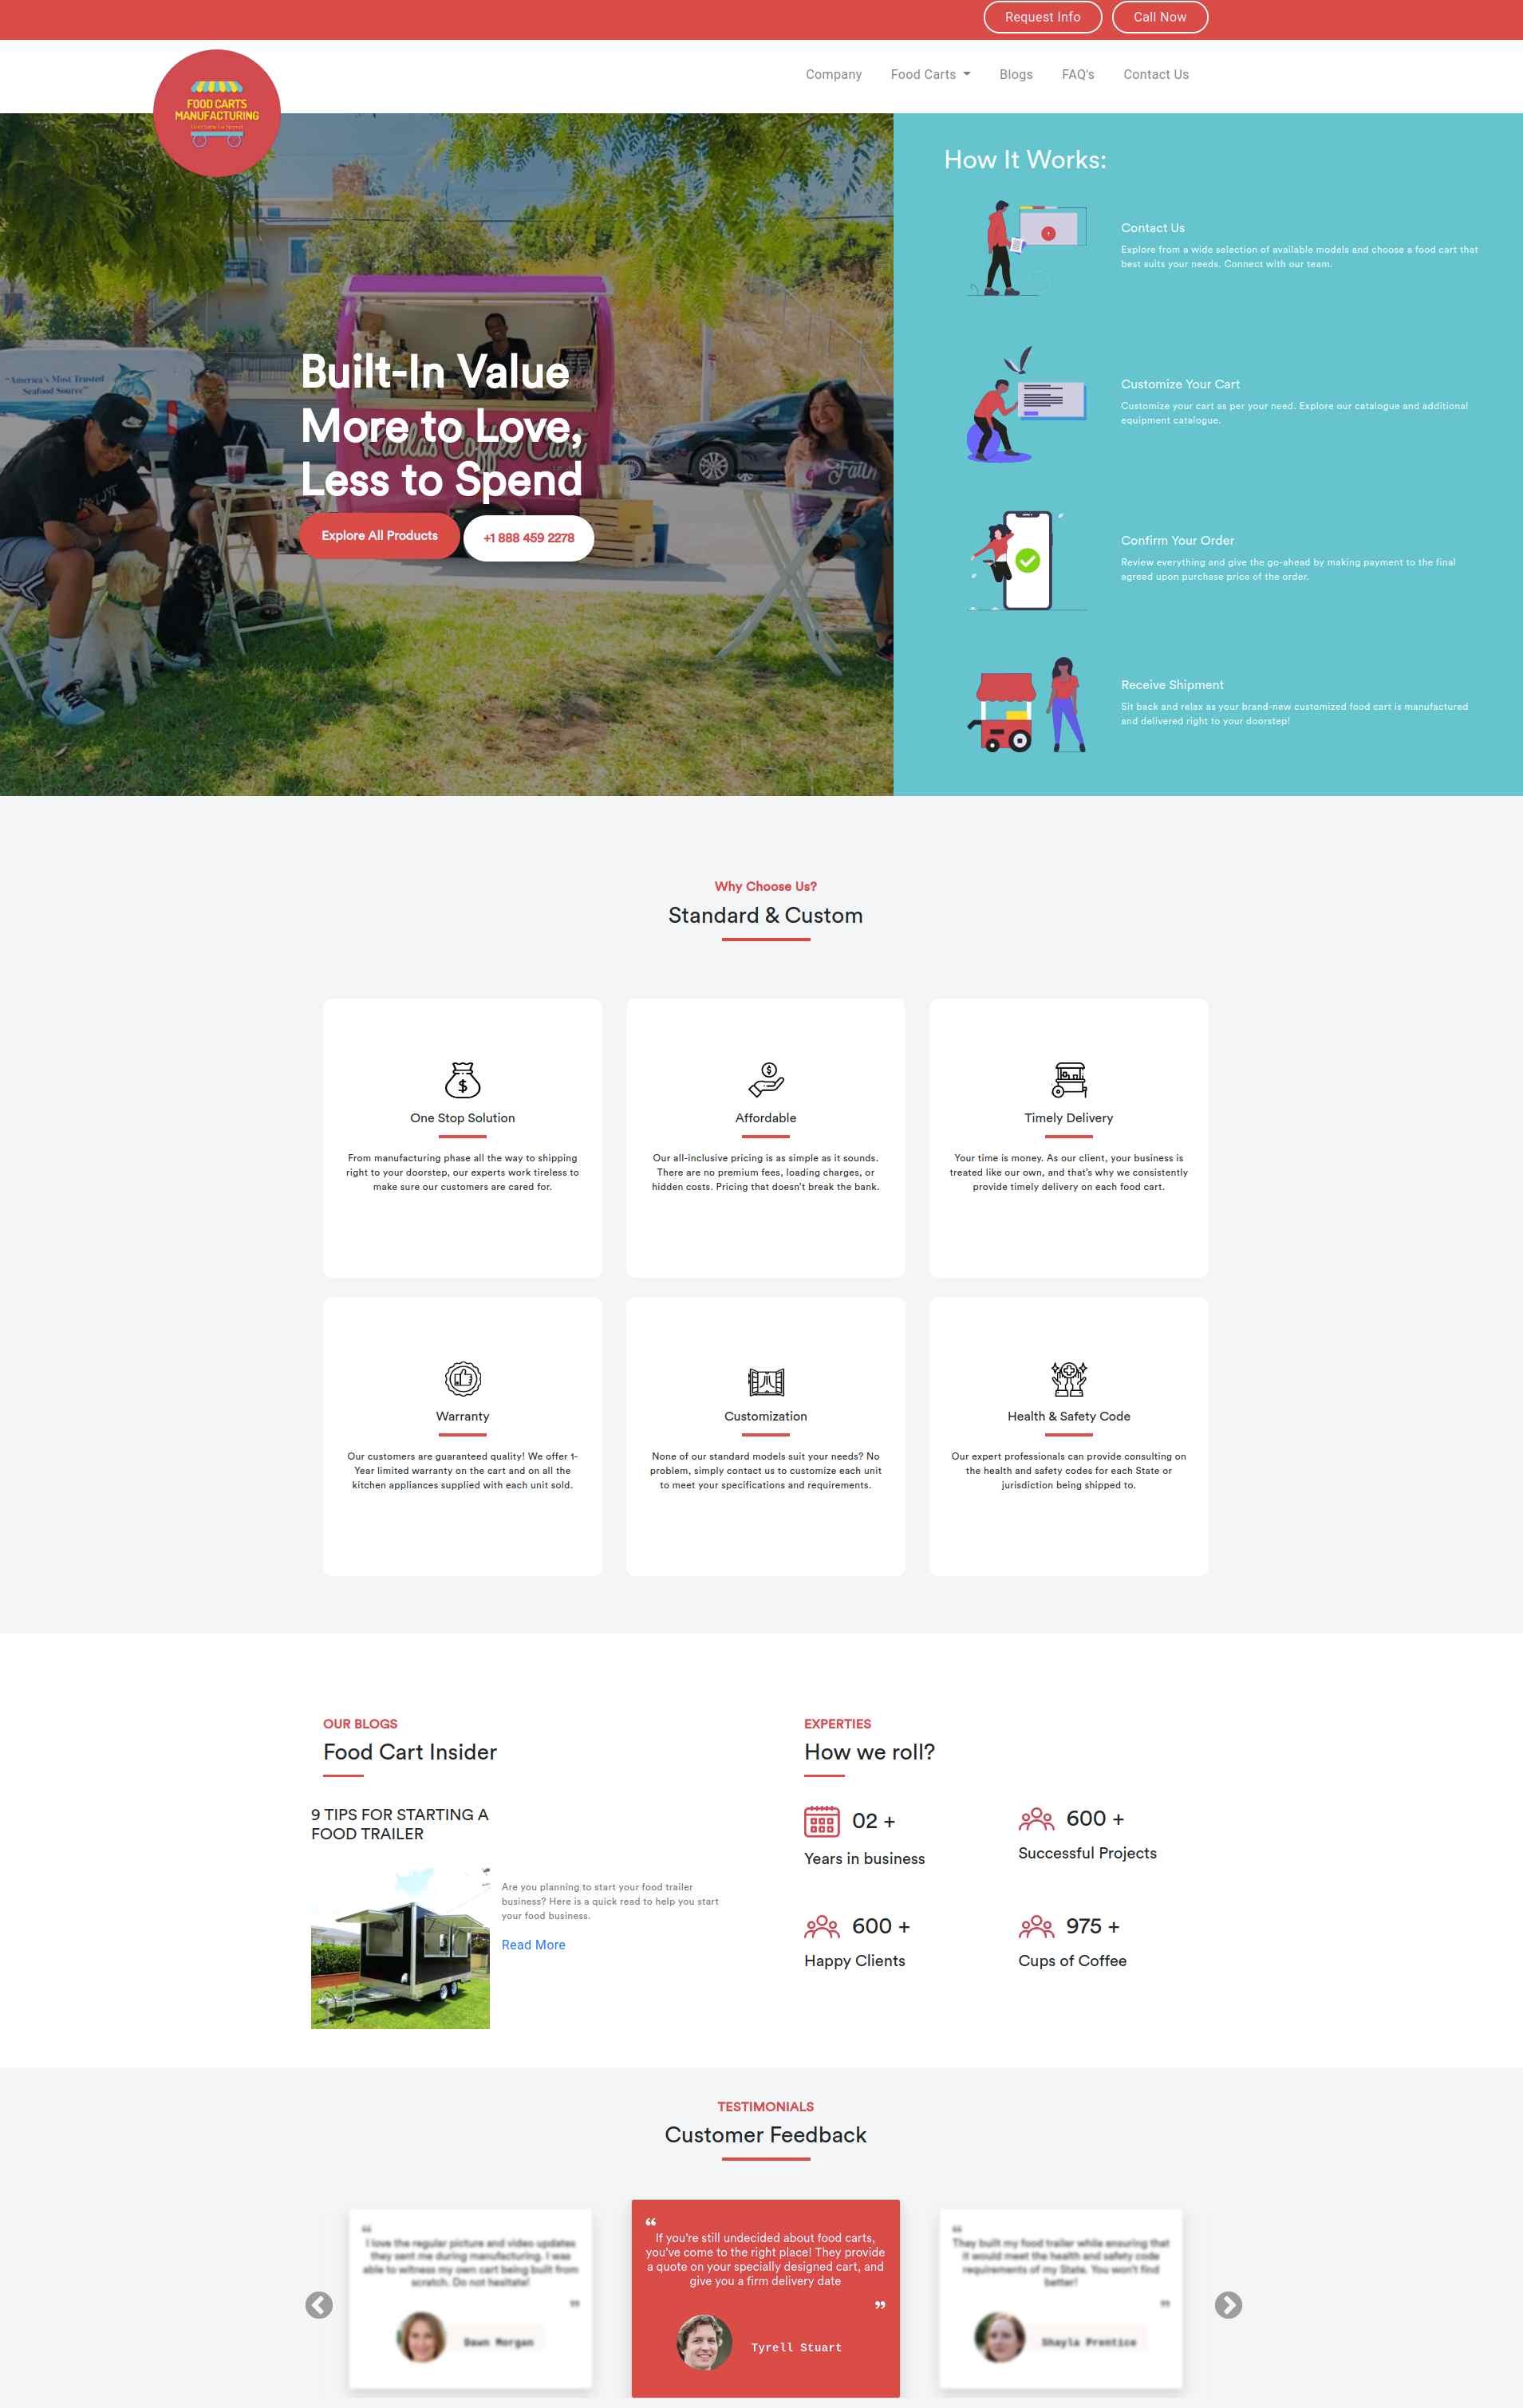 Request Info
Call Now
FOOD CARTS
MANUFACTURING
Company
Food Carts
Blogs
FAQ's
Contact Us
"America's Most Trusted
Seafood Source"
Karlas Coffee Cart
Faith
Built-In Value
More to Love,
Less to Spend
Explore All Products
+1 888 459 2278
How It Works:
Contact Us
Explore from a wide selection of available models and choose a food cart that
best suits your needs. Connect with our team.
Customize Your Cart
Customize your cart as per your need. Explore our catalogue and additional
equipment catalogue.
Confirm Your Order
Review everything and give the go-ahead by making payment to the final
agreed upon purchase price of the order.
Receive Shipment
Sit back and relax as your brand-new customized food cart is manufactured
and delivered right to your doorstep!
Why Choose Us?
Standard & Custom
One Stop Solution
From manufacturing phase all the way to shipping
right to your doorstep, our experts work tireless to
make sure our customers are cared for.
Affordable
Our all-inclusive pricing is as simple as it sounds.
There are no premium fees, loading charges, or
hidden costs. Pricing that doesn't break the bank.
Timely Delivery
Your time is money. As our client, your business is
treated like our own, and that's why we consistently
provide timely delivery on each food cart.
Warranty
Our customers are guaranteed quality! We offer 1-
Year limited warranty on the cart and on all the
kitchen appliances supplied with each unit sold.
Customization
None of our standard models suit your needs? No
problem, simply contact us to customize each unit
to meet your specifications and requirements.
Health & Safety Code
Our expert professionals can provide consulting on
the health and safety codes for each State or
jurisdiction being shipped to.
OUR BLOGS
Food Cart Insider
9 TIPS FOR STARTING A
FOOD TRAILER
Are you planning to start your food trailer
business? Here is a quick read to help you start
your food business.
Read More
EXPERTIES
How we roll?
02 +
Years in business
600 +
Successful Projects
600 +
Happy Clients
975 +
Cups of Coffee
TESTIMONIALS
Customer Feedback
“
I love the regular picture and video updates
they sent me during manufacturing. I was
able to witness my own cart being built from
scratch. Do not hesitate!
”
Dawn Morgan
“
If you're still undecided about food carts,
you've come to the right place! They provide
a quote on your specially designed cart, and
give you a firm delivery date
”
Tyrell Stuart
“
They built my food trailer while ensuring that
it would meet the health and safety code
requirements of my State. You won't find
better!
”
Shayla Prentice